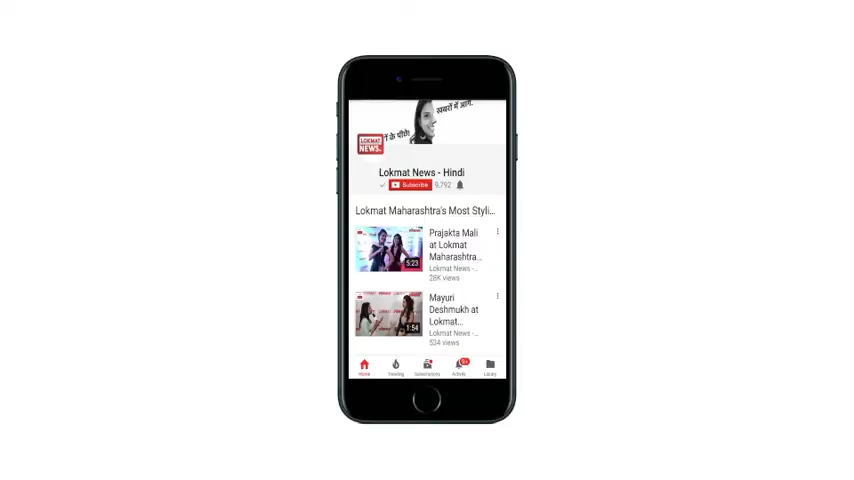 खबरों में आग.
के पीछे!
LOKMAT
NEWS
Lokmat News - Hindi
Subscribe 9,792
Lokmat Maharashtra's Most Styli...
Prajakta Mali
at Lokmat
Maharashtra...
Lokmat News -...
28K views
5:23
Mayuri
Deshmukh at
Lokmat...
Lokmat News -...
534 views
1:54
Home Trending Subscriptions Activity Library
9+